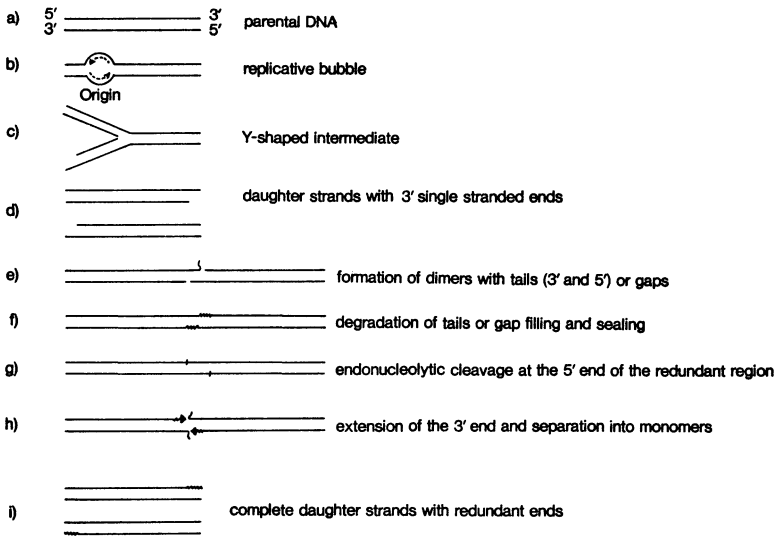 a) 5′ 3′ parental DNA
3′ 5′
b) replicative bubble
Origin
c) Y-shaped intermediate
daughter strands with 3′ single stranded ends
d)
e) formation of dimers with tails (3′ and 5′) or gaps
f) degradation of tails or gap filling and sealing
g) endonucleolytic cleavage at the 5′ end of the redundant region
h) extension of the 3′ end and separation into monomers
i) complete daughter strands with redundant ends